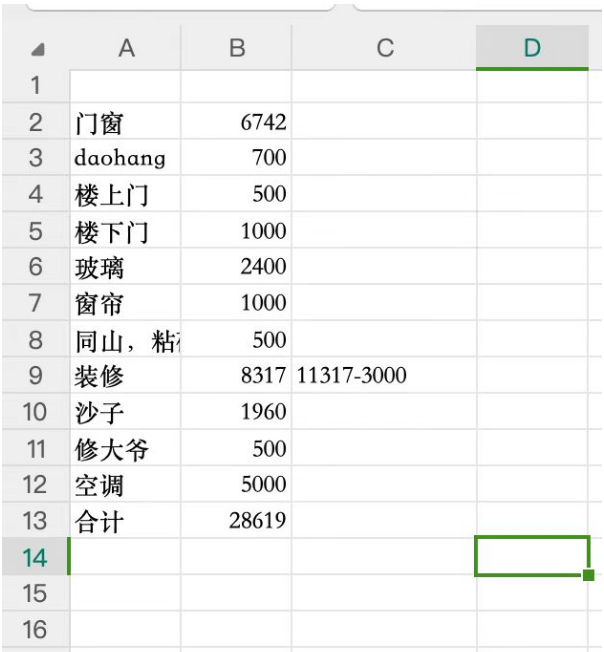 A B C D
1
2 门窗 6742
3 daohang 700
4 楼上门 500
5 楼下门 1000
6 玻璃 2400
7 窗帘 1000
8 同山，粘 500
9 装修 8317 11317-3000
10 沙子 1960
11 修大爷 500
12 空调 5000
13 合计 28619
14
15
16